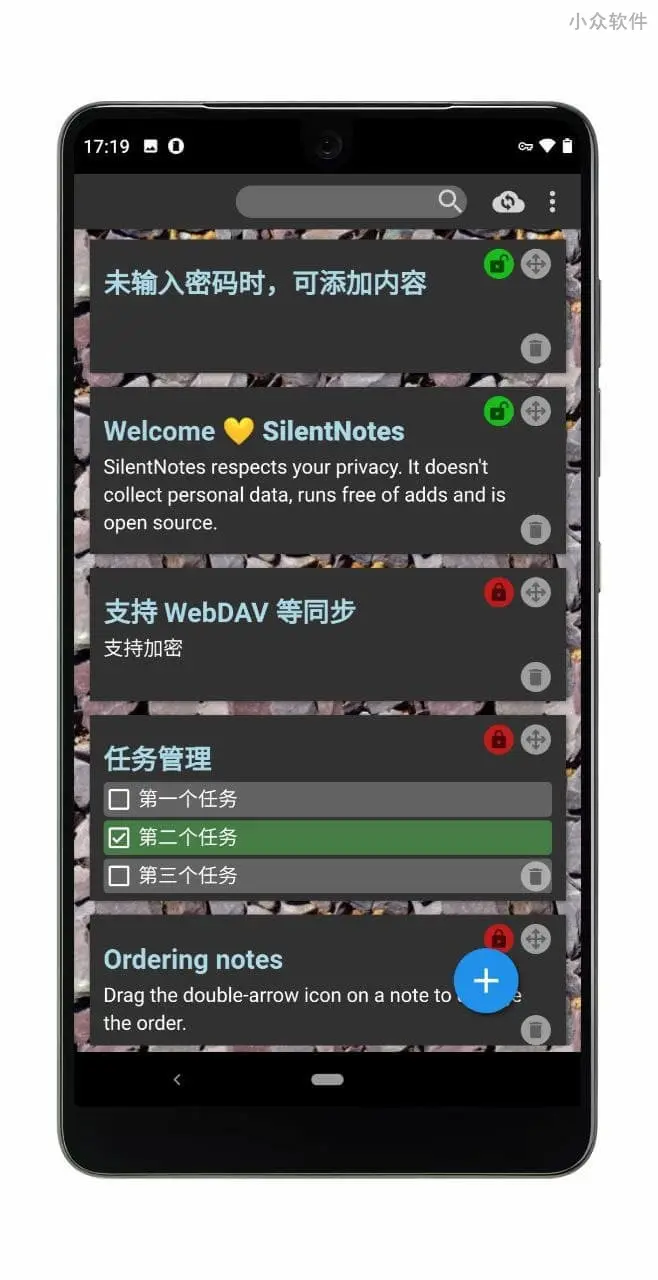 小众软件
17:19
未输入密码时，可添加内容
Welcome 💛 SilentNotes
SilentNotes respects your privacy. It doesn't
collect personal data, runs free of adds and is
open source.
支持 WebDAV 等同步
支持加密
任务管理
第一个任务
第二个任务
第三个任务
Ordering notes
Drag the double-arrow icon on a note to
the order.